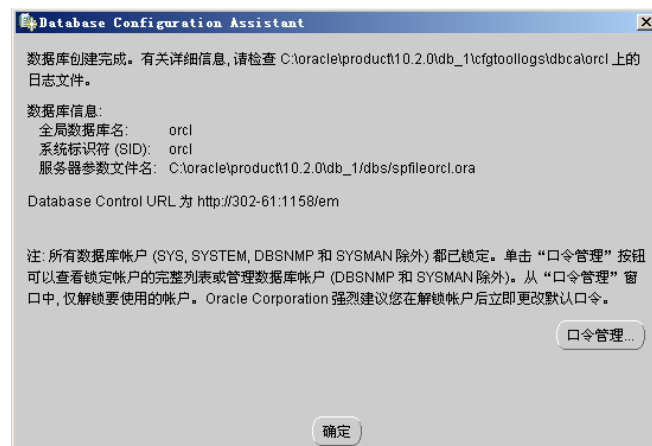 Database Configuration Assistant
数据库创建完成。有关详细信息, 请检查 C:\oracle\product\10.2.0\db_1\cfgtoollogs\dbca\orcl 上的
日志文件。
数据库信息:
全局数据库名: orcl
系统标识符 (SID): orcl
服务器参数文件名: C:\oracle\product\10.2.0\db_1/dbs/spfileorcl.ora
Database Control URL 为 http://302-61:1158/em
注: 所有数据库帐户 (SYS, SYSTEM, DBSNMP 和 SYSMAN 除外) 都已锁定。单击“口令管理” 按钮
可以查看锁定帐户的完整列表或管理数据库帐户 (DBSNMP 和 SYSMAN 除外)。从 “口令管理” 窗
口中, 仅解锁要使用的帐户。Oracle Corporation 强烈建议您在解锁帐户后立即更改默认口令。
口令管理...
确定